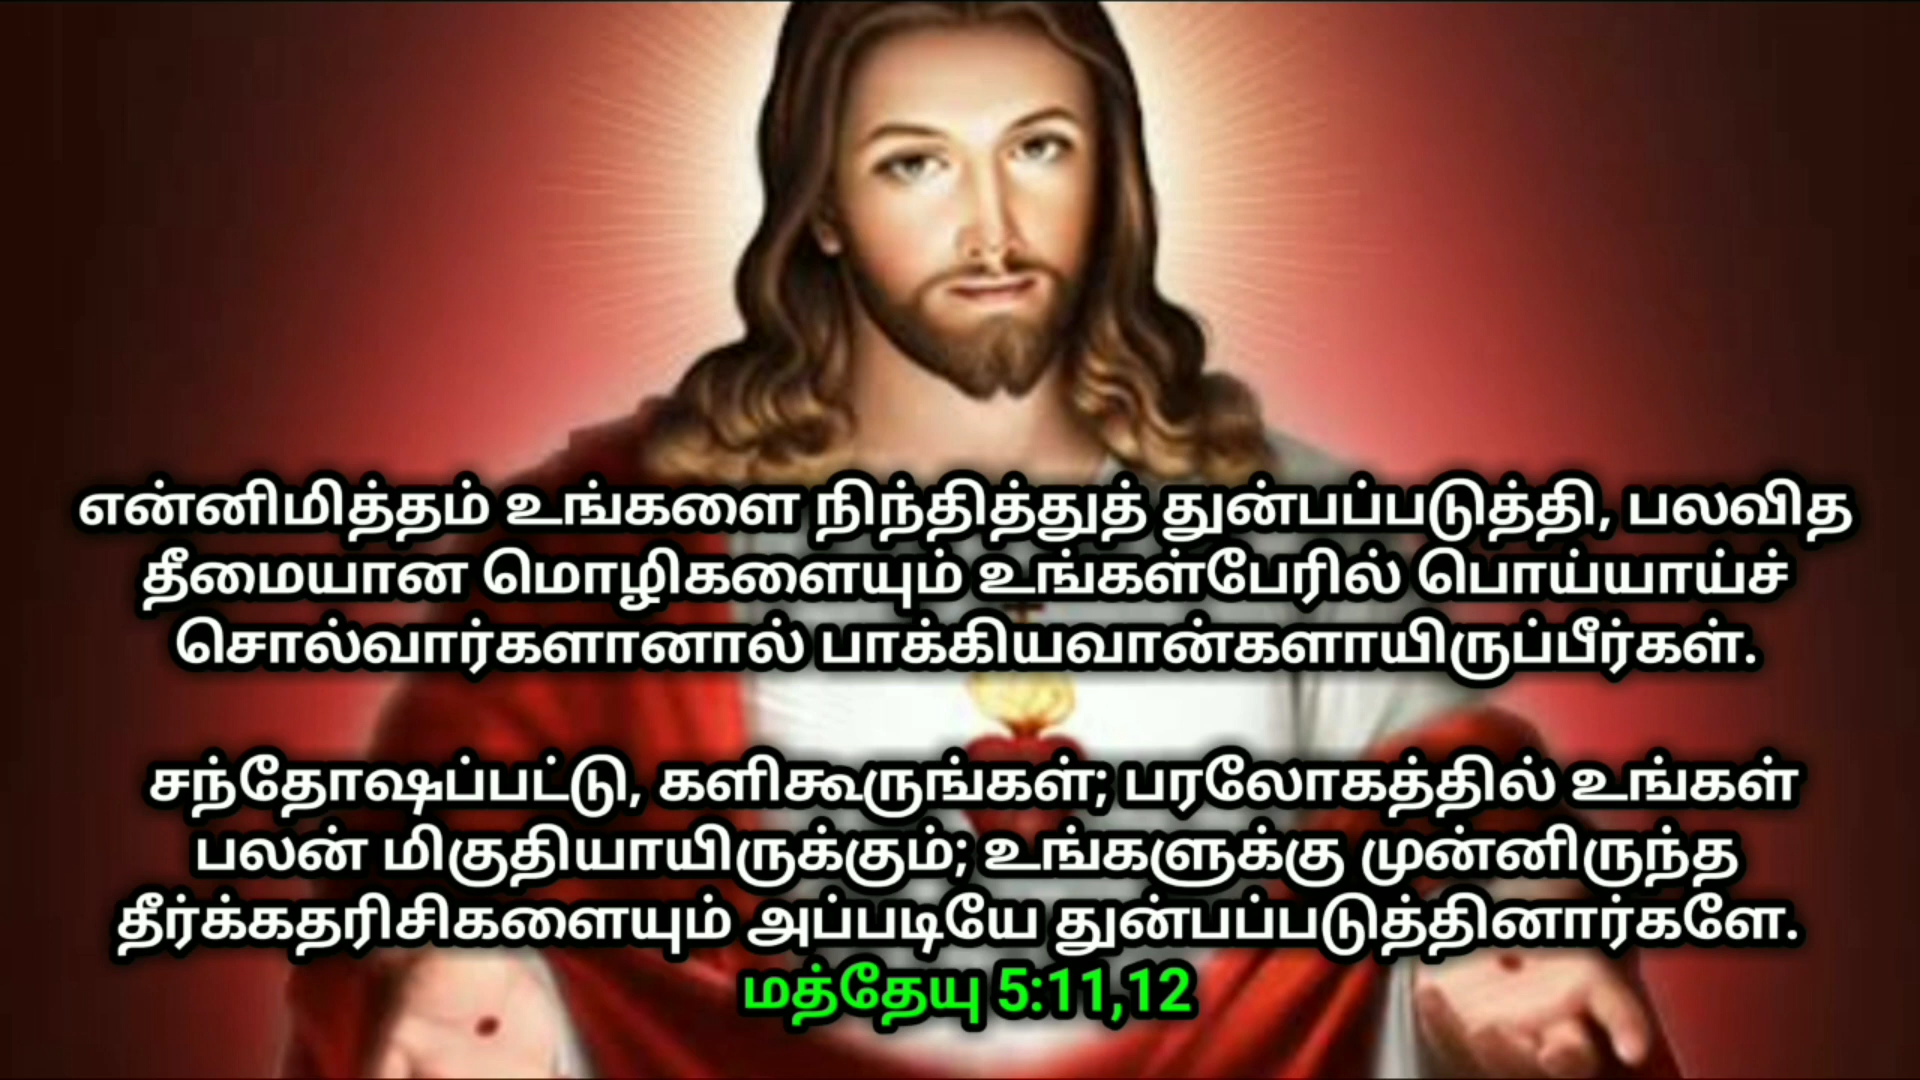 என்னிமித்தம் உங்களை நிந்தித்துத் துன்பப்படுத்தி, பலவித
தீமையான மொழிகளையும் உங்கள்பேரில் பொய்யாய்ச்
சொல்வார்களானால் பாக்கியவான்களாயிருப்பீர்கள்.
சந்தோஷப்பட்டு, களிகூருங்கள்; பரலோகத்தில் உங்கள்
பலன் மிகுதியாயிருக்கும்; உங்களுக்கு முன்னிருந்த
தீர்க்கதரிசிகளையும் அப்படியே துன்பப்படுத்தினார்களே.
மத்தேயு 5:11,12